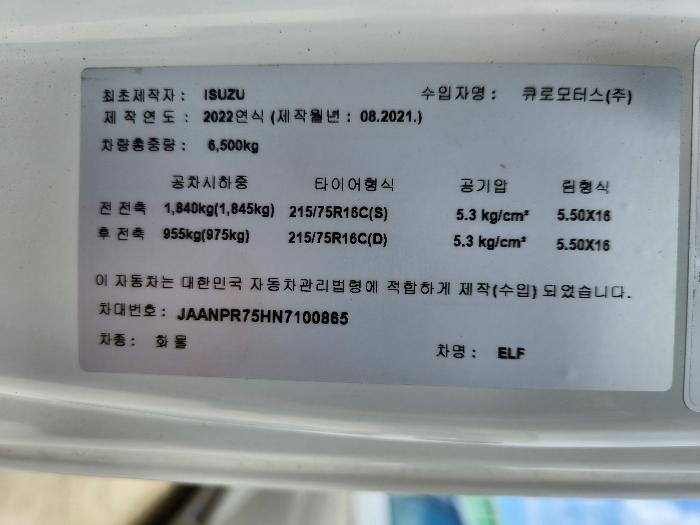 최초제작자 : ISUZU 수입자명 : 큐로모터스(주)
제 작 연 도 : 2022연식 (제작월년 : 08.2021.)
차량총중량 : 6,500kg
공차시하중 타이어형식 공기압 림형식
전 전축 1,840kg(1,845kg) 215/75R16C(S) 5.3 kg/cm² 5.50X16
후 전축 955kg(975kg) 215/75R16C(D) 5.3 kg/cm² 5.50X16
이 자동차는 대한민국 자동차관리법령에 적합하게 제작(수입) 되었습니다.
차대번호 : JAANPR75HN7100865
차종 : 화 물 차명 : ELF